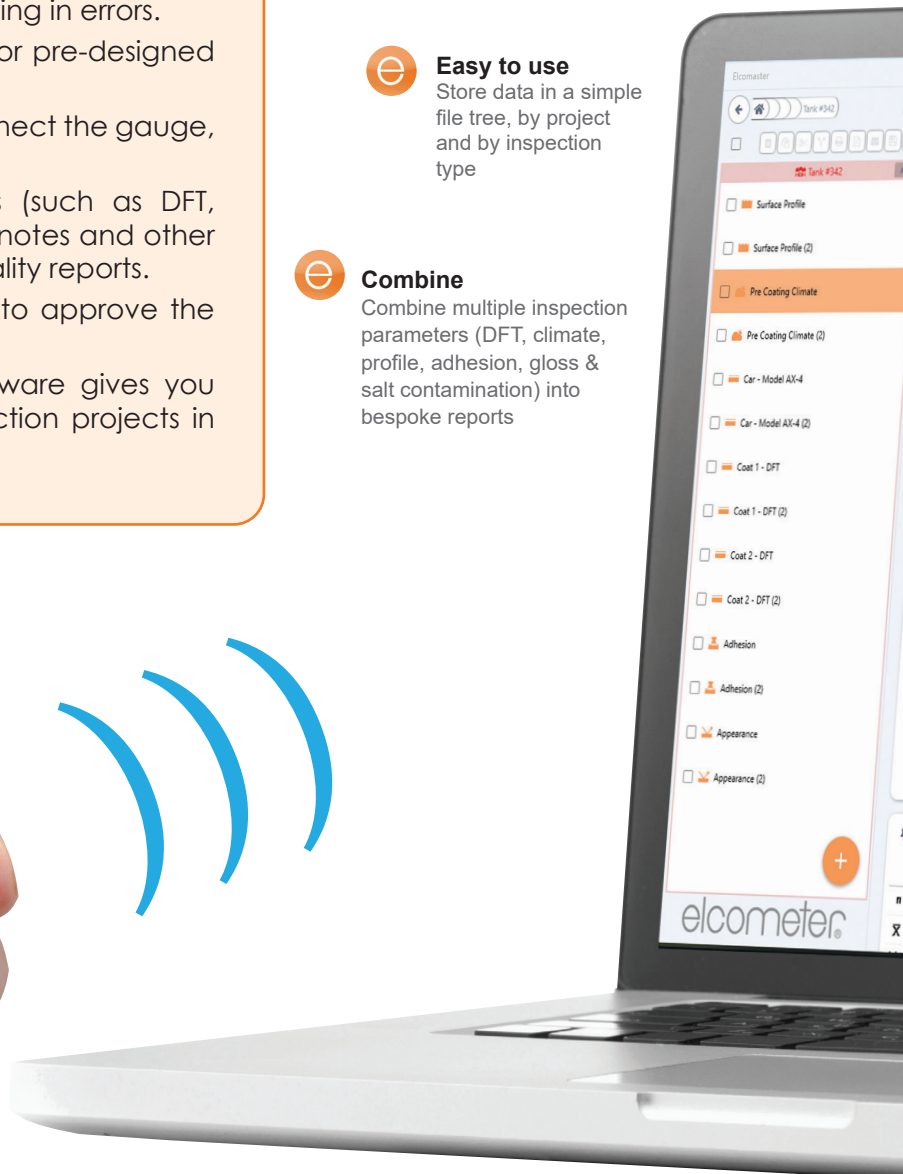 ing in errors.
or pre-designed
nect the gauge,
(such as DFT,
notes and other
ality reports.
to approve the
ware gives you
ction projects in
Easy to use
Store data in a simple
file tree, by project
and by inspection
type
Combine
Combine multiple inspection
parameters (DFT, climate,
profile, adhesion, gloss &
salt contamination) into
bespoke reports
Elcomaster
Tank #342
Tank #342
Surface Profile
Surface Profile (2)
Pre Coating Climate
Pre Coating Climate (2)
Car - Model AX-4
Car - Model AX-4 (2)
Coat 1 - DFT
Coat 1 - DFT (2)
Coat 2 - DFT
Coat 2 - DFT (2)
Adhesion
Adhesion (2)
Appearance
Appearance (2)
+
elcometer®
n
x̄